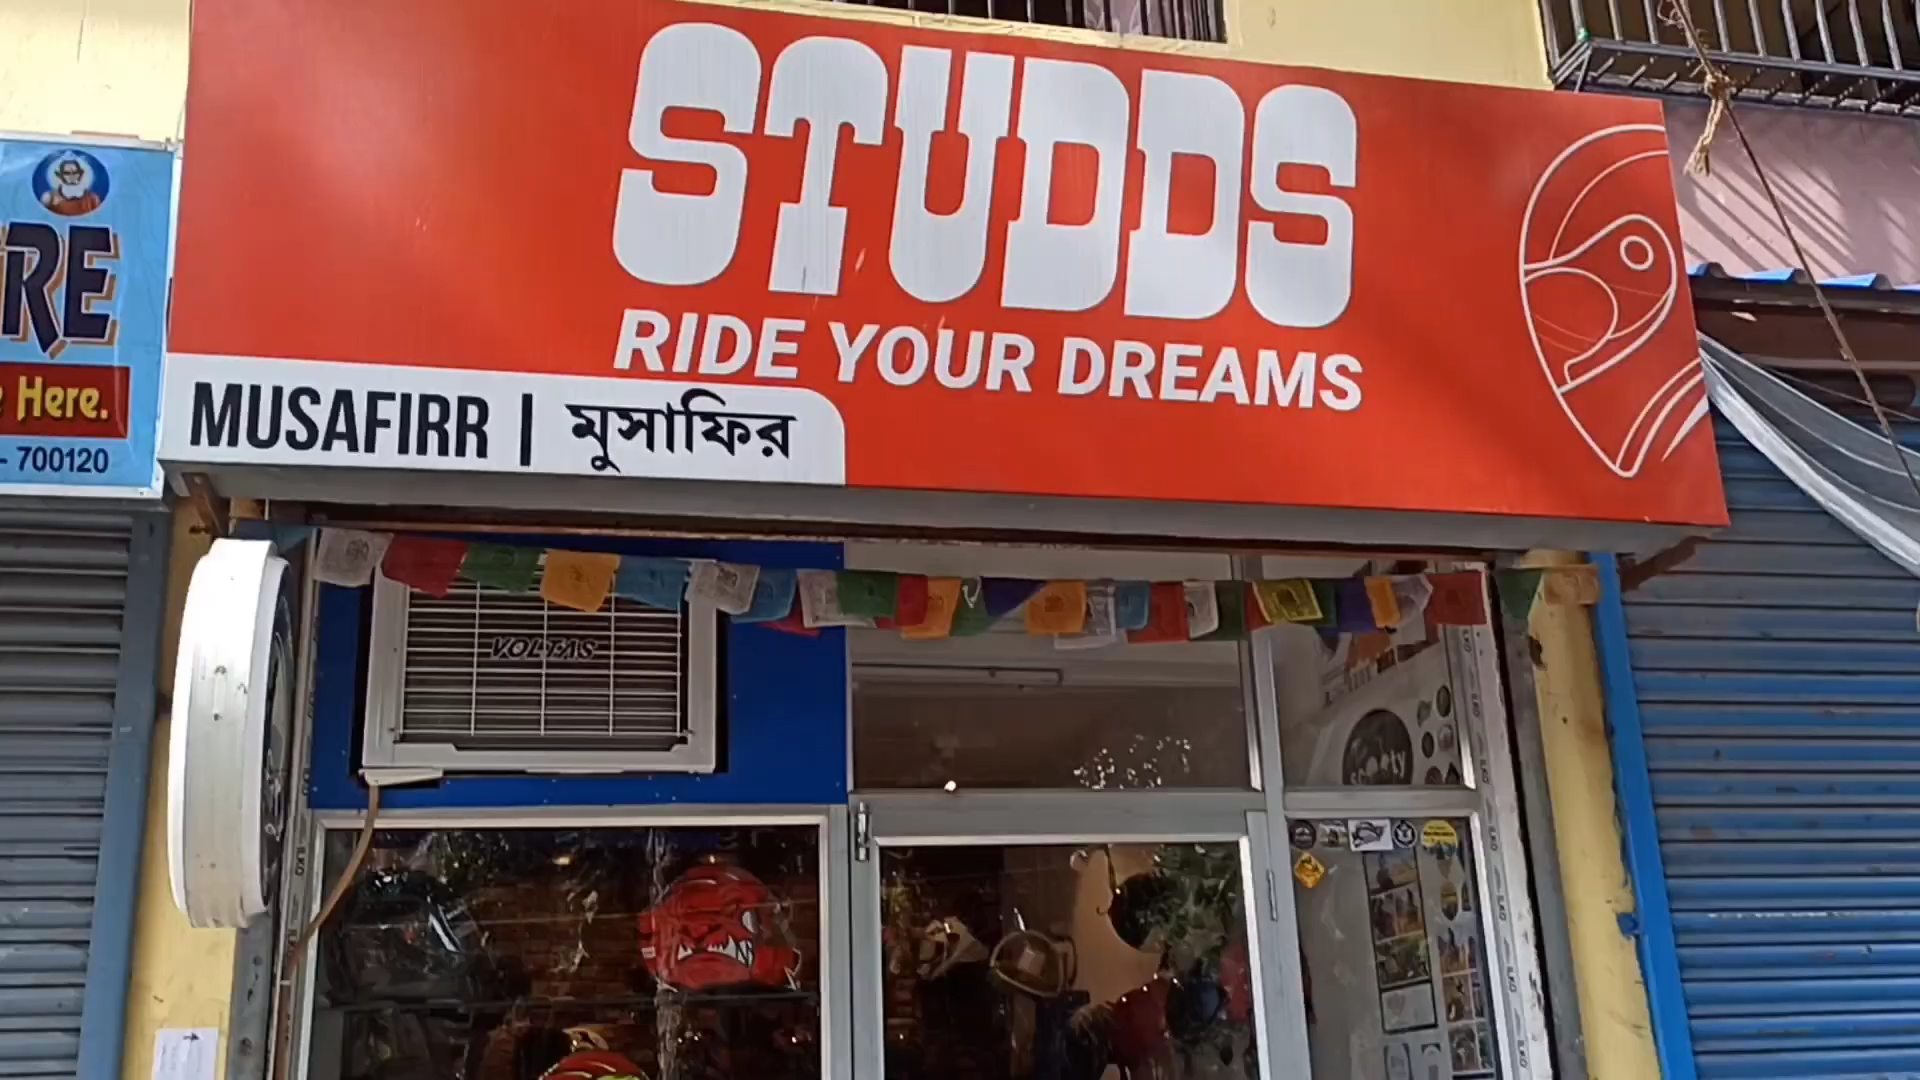 STUDDS
RIDE YOUR DREAMS
MUSAFIRR | মুসাফির
RE
Here.
- 700120
VOLTAS